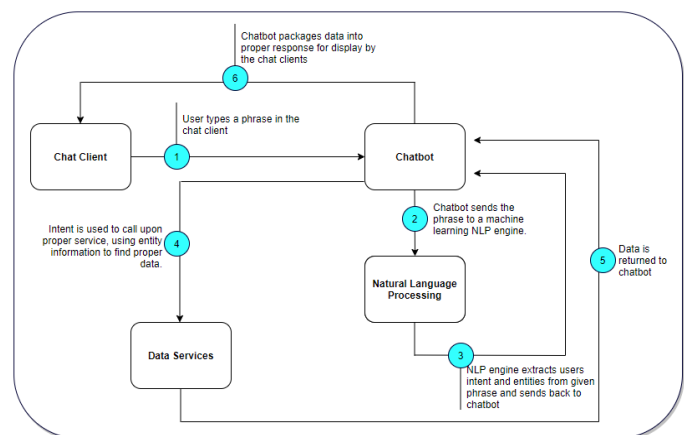 Chatbot packages data into
proper response for display by
the chat clients
6
User types a phrase in the
chat client
Chat Client
1
Chatbot
Chatbot sends the
phrase to a machine
learning NLP engine.
2
Intent is used to call upon
proper service, using entity
information to find proper
data.
4
Data is
returned to
chatbot
5
Natural Language
Processing
Data Services
3
NLP engine extracts users
intent and entities from given
phrase and sends back to
chatbot